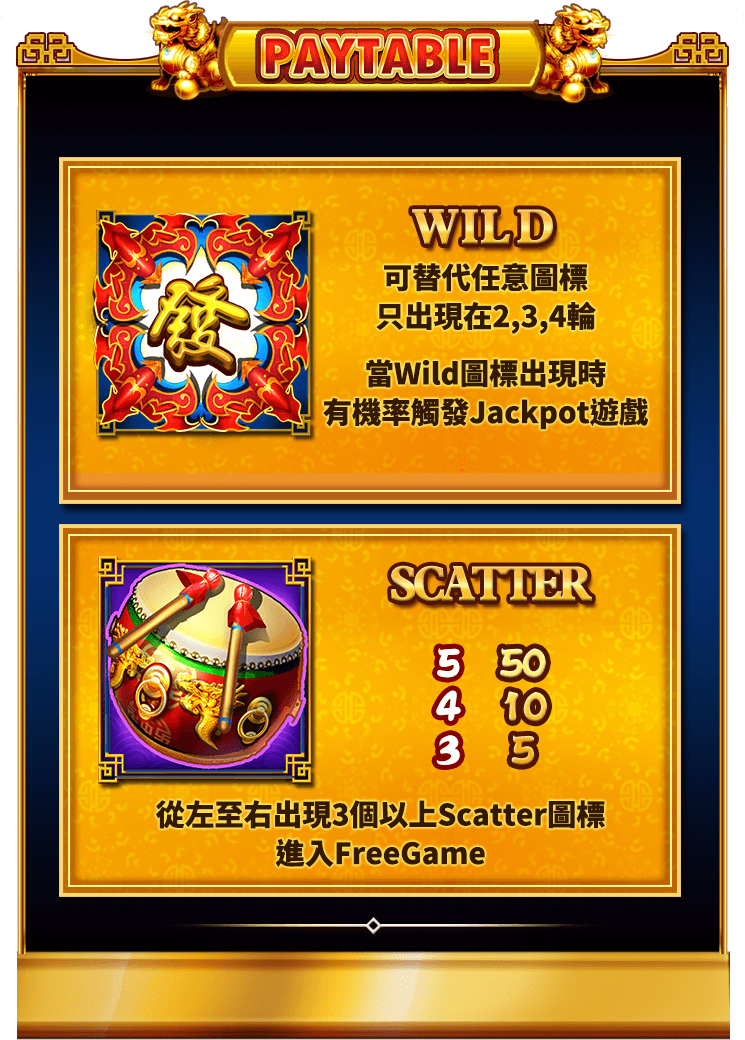 PAYTABLE
WILD
發
可替代任意圖標
只出現在2,3,4輪
當Wild圖標出現時
有機率觸發Jackpot遊戲
SCATTER
5 50
4 10
3 5
從左至右出現3個以上Scatter圖標
進入FreeGame